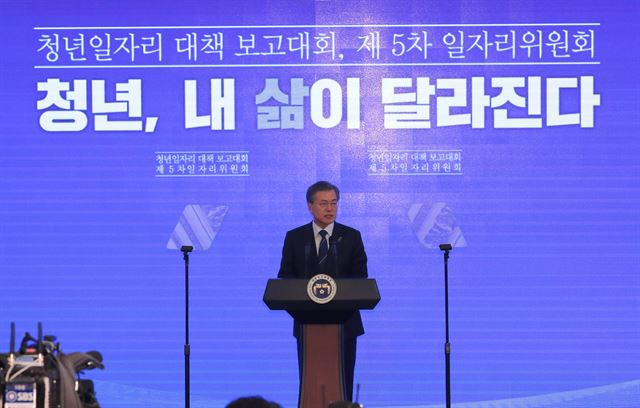 청년일자리 대책 보고대회, 제 5차 일자리위원회
청년, 내 삶이 달라진다
청년일자리 대책 보고대회
제 5차 일자리위원회
청년일자리 대책 보고대회
제 5차 일자리위원회
SBS